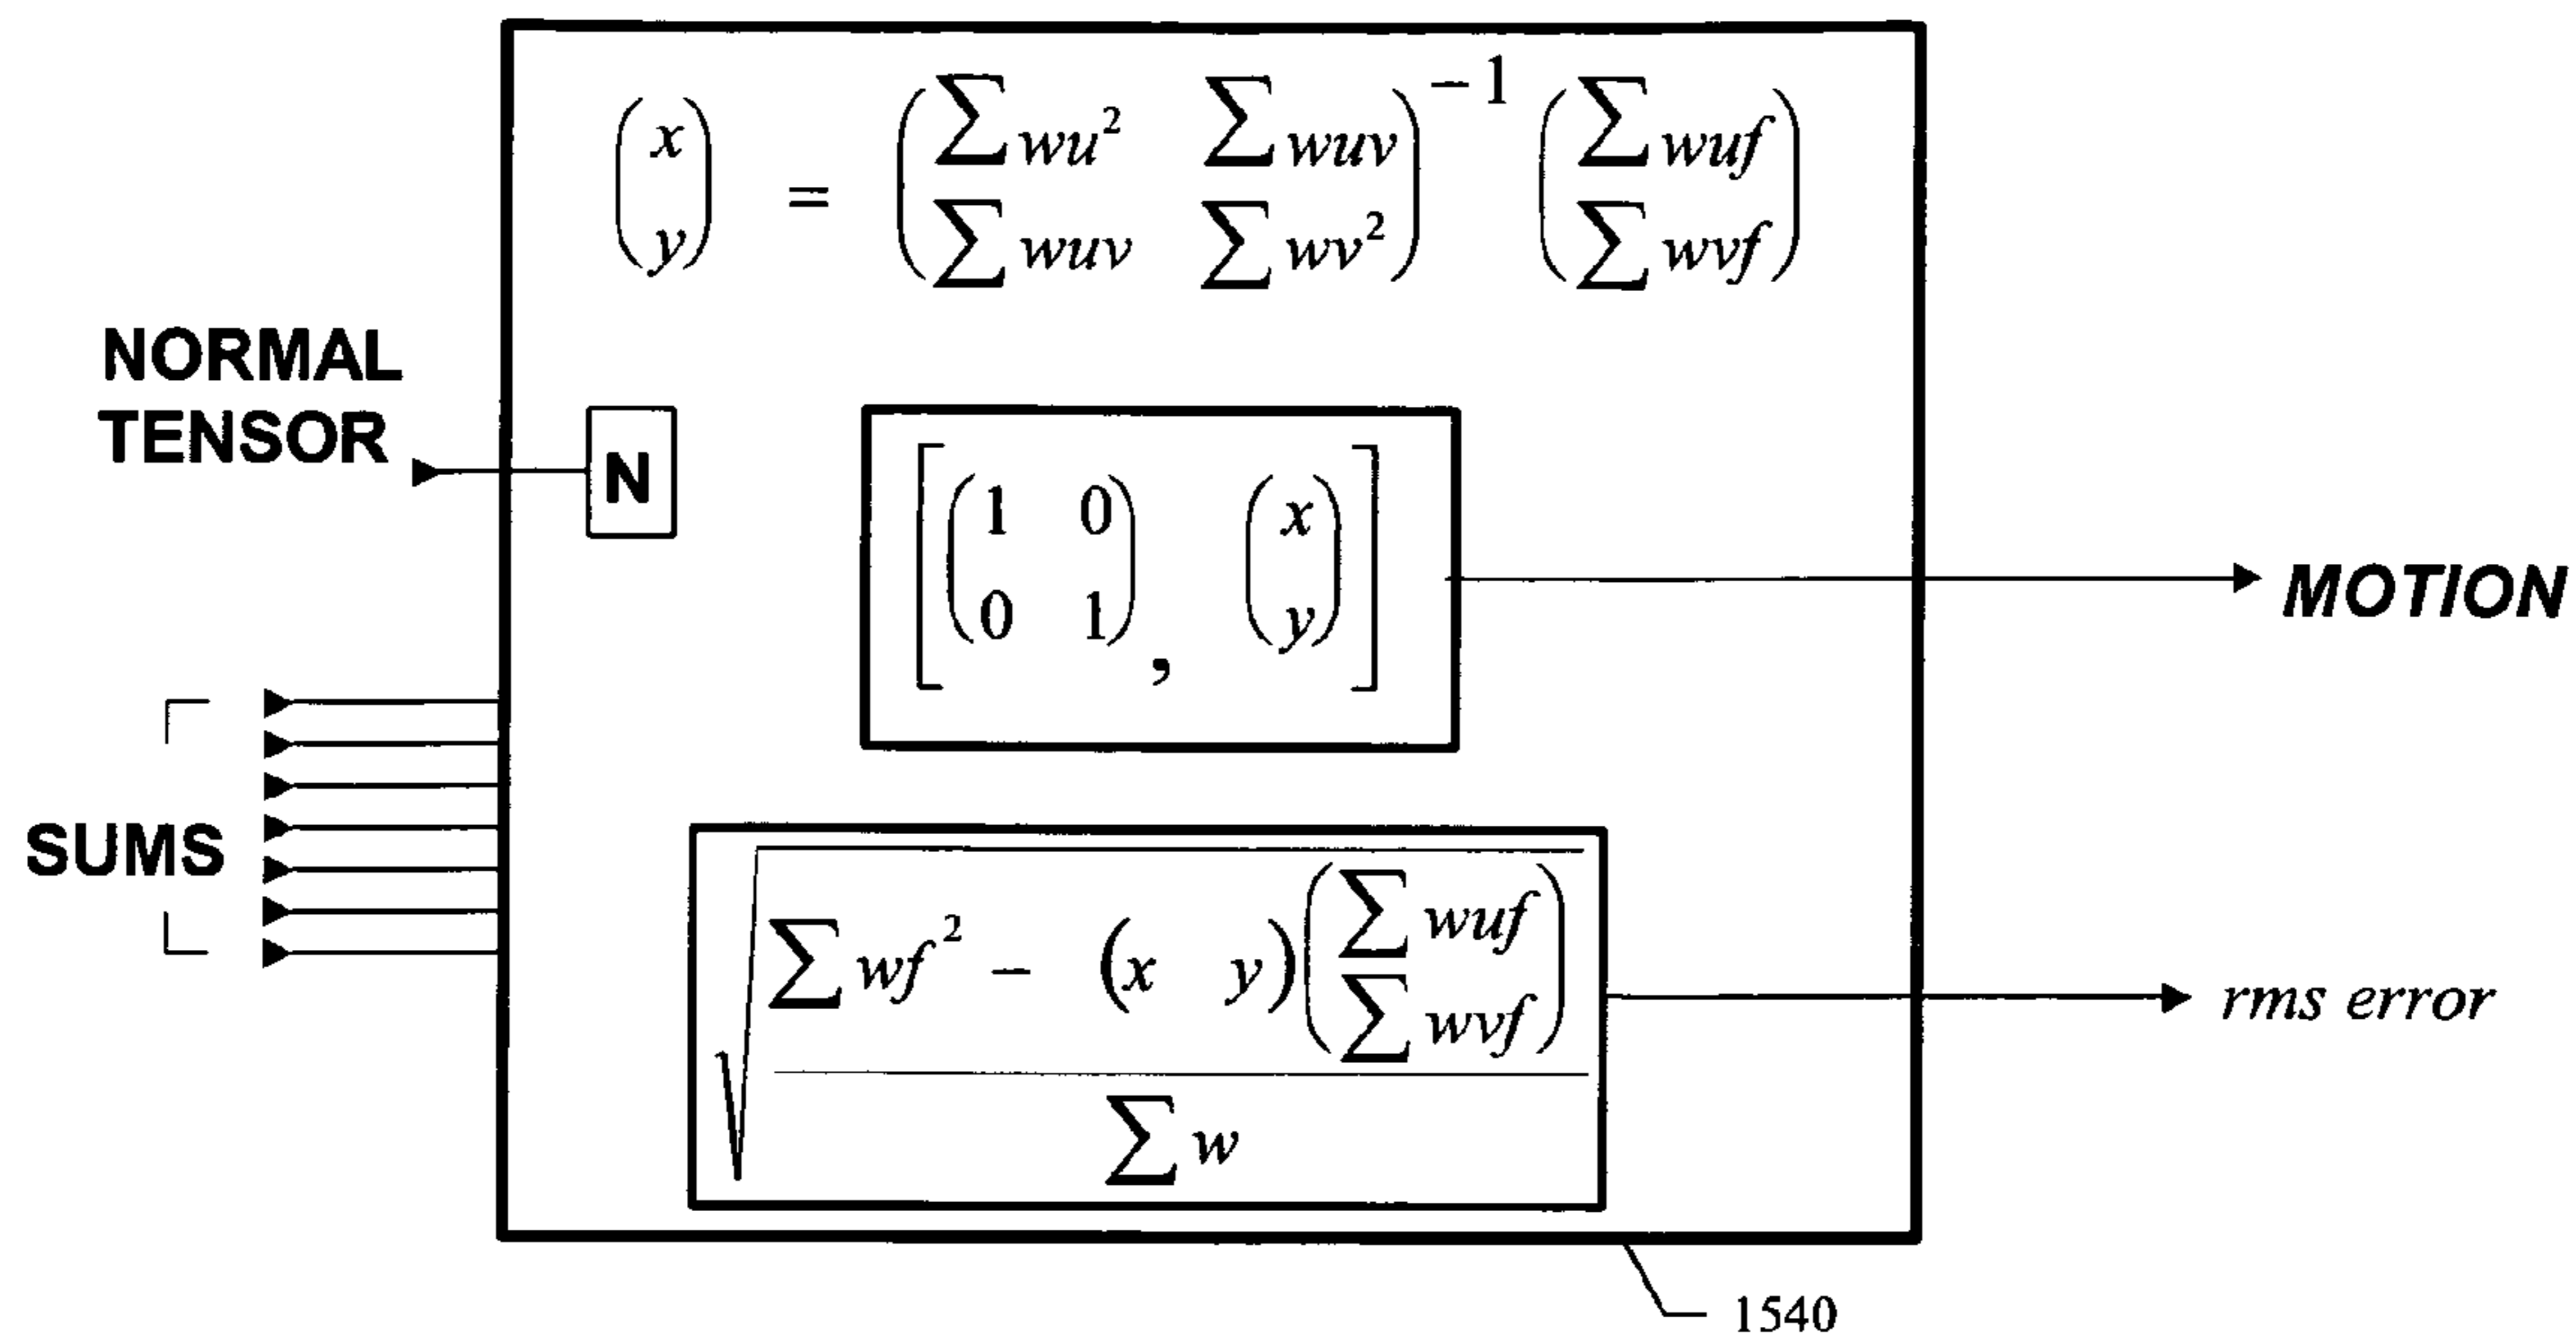 (x y) = (∑wu² ∑wuv ∑wuv ∑wv²)⁻¹ (∑wuf ∑wvf)
NORMAL
TENSOR
N
[(1 0 0 1), (x y)]
MOTION
SUMS
√((∑wf² − (x y)(∑wuf ∑wvf)) / ∑w)
rms error
1540